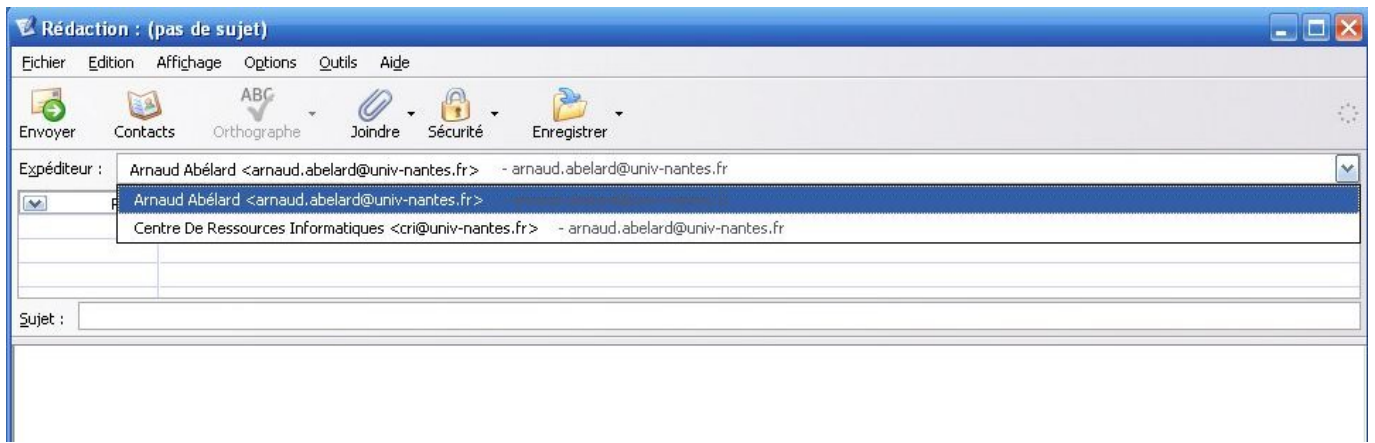 Rédaction : (pas de sujet)
Fichier Edition Affichage Options Outils Aide
Envoyer Contacts Orthographe Joindre Sécurité Enregistrer
Expéditeur : Arnaud Abélard <arnaud.abelard@univ-nantes.fr> - arnaud.abelard@univ-nantes.fr
Arnaud Abélard <arnaud.abelard@univ-nantes.fr>
Centre De Ressources Informatiques <cri@univ-nantes.fr> - arnaud.abelard@univ-nantes.fr
Sujet :